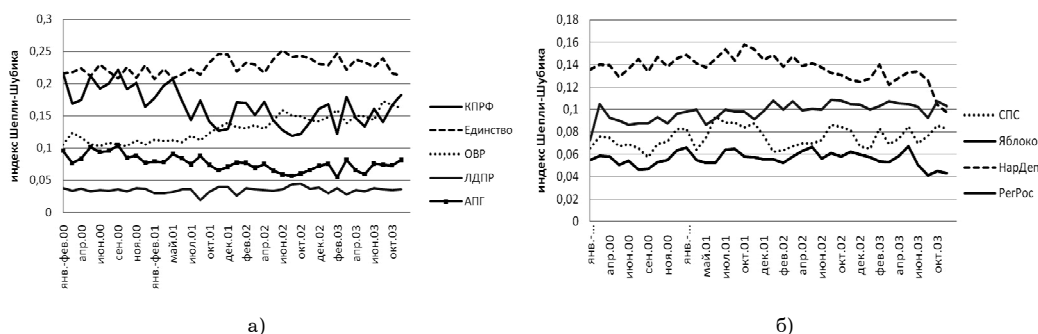 индекс Шепли-Шубика
0,3
0,25
0,2
0,15
0,1
0,05
0
янв.-фев.00
апр.00
июн.00
сен.00
ноя.00
янв.-фев.01
май.01
июл.01
окт.01
дек.01
фев.02
апр.02
июн.02
окт.02
дек.02
фев.03
апр.03
июн.03
окт.03
КПРФ
Единство
ОВР
ЛДПР
АПГ
а)
индекс Шепли-Шубика
0,18
0,16
0,14
0,12
0,1
0,08
0,06
0,04
0,02
0
янв.-...
апр.00
июн.00
сен.00
ноя.00
янв.-...
май.01
июл.01
окт.01
дек.01
фев.02
апр.02
июн.02
окт.02
дек.02
фев.03
апр.03
июн.03
окт.03
СПС
Яблоко
НарДеп
РегРос
б)